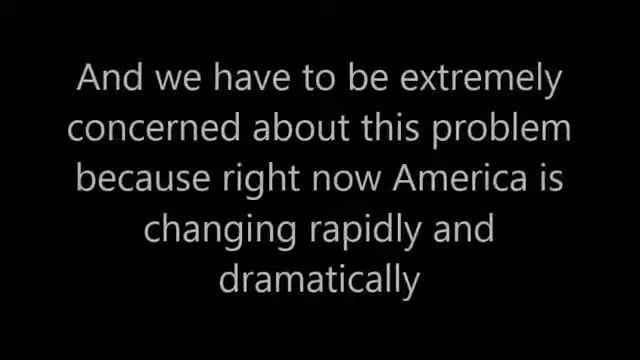 And we have to be extremely
concerned about this problem
because right now America is
changing rapidly and
dramatically